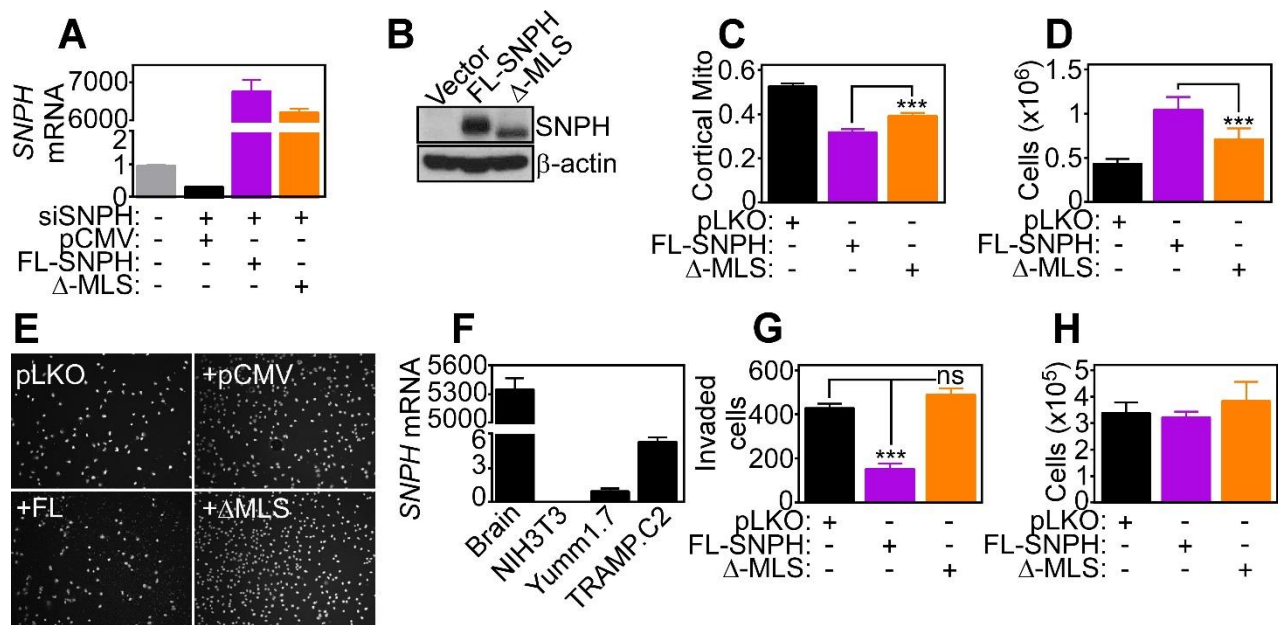 A
SNPH mRNA
7000
6000
2
1
0
siSNPH: - + + +
pCMV: - + - -
FL-SNPH: - - + -
Δ-MLS: - - - +
B
Vector
FL-SNPH
Δ-MLS
SNPH
β-actin
C
Cortical Mito
0.6
0.4
0.2
0
***
pLKO: + - -
FL-SNPH: - + -
Δ-MLS: - - +
D
Cells (x10⁶)
1.5
1
0.5
0
***
pLKO: + - -
FL-SNPH: - + -
Δ-MLS: - - +
E
pLKO
+pCMV
+FL
+ΔMLS
F
SNPH mRNA
5600
5300
5000
6
3
0
Brain
NIH3T3
Yumm1.7
TRAMP.C2
G
Invaded
cells
600
400
200
0
***
ns
pLKO: + - -
FL-SNPH: - + -
Δ-MLS: - - +
H
Cells (x10⁵)
5
4
3
2
1
0
pLKO: + - -
FL-SNPH: - + -
Δ-MLS: - - +